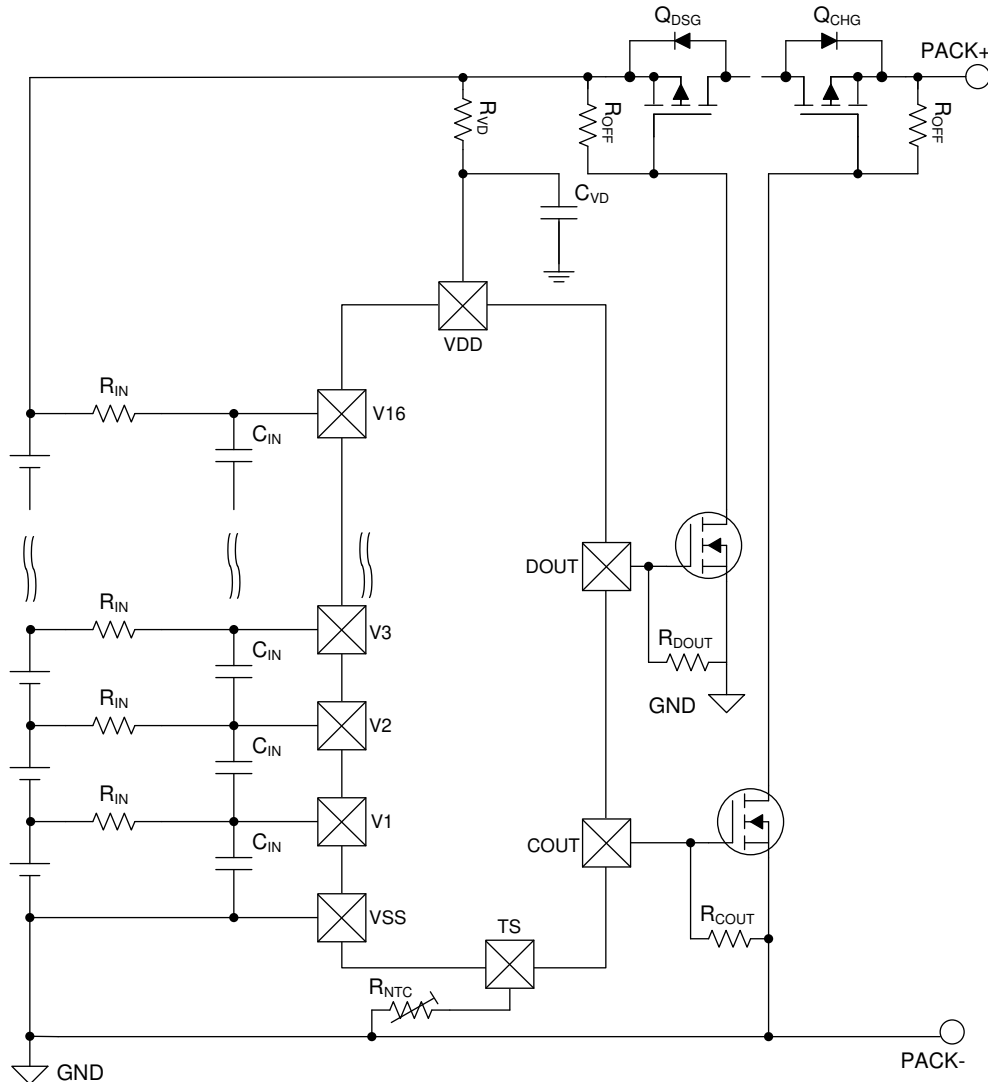 QDSG
QCHG
PACK+
RVD
ROFF
ROFF
CVD
VDD
RIN
V16
CIN
DOUT
RIN
V3
CIN
RDOUT
RIN
V2
GND
CIN
RIN
V1
COUT
CIN
VSS
TS
RCOUT
RNTC
PACK-
GND